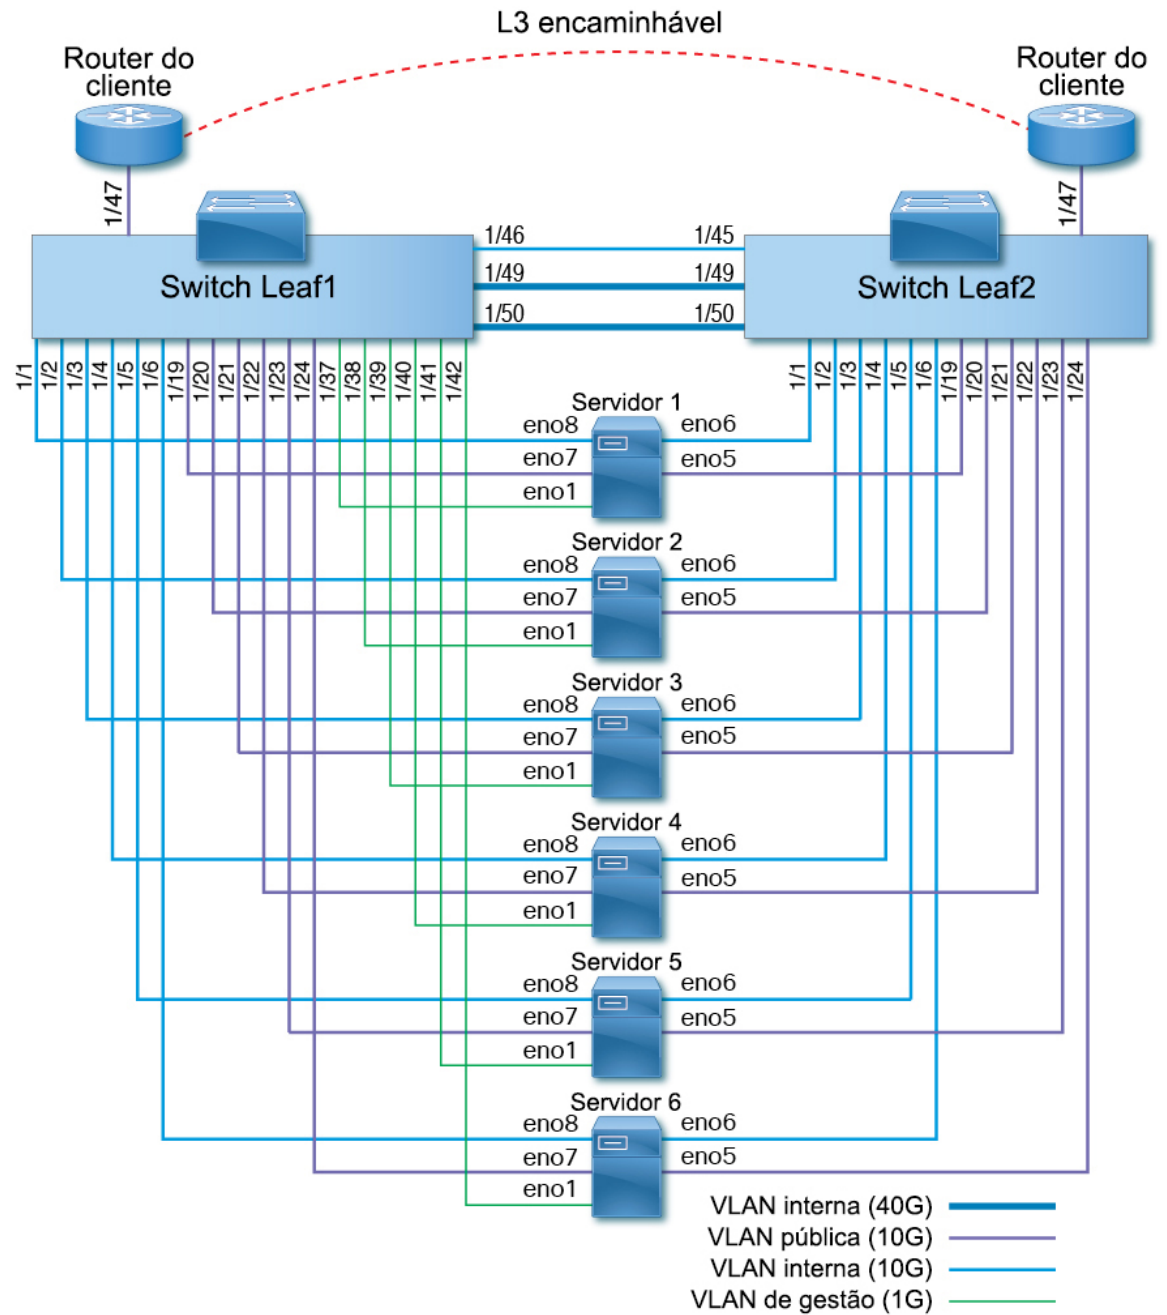 L3 encaminhável
Router do
cliente
Router do
cliente
1/47
1/47
1/46
1/45
Switch Leaf1
1/49
1/49
Switch Leaf2
1/50
1/50
1/1
1/2
1/3
1/4
1/5
1/6
1/19
1/20
1/21
1/22
1/23
1/24
1/37
1/38
1/39
1/40
1/41
1/42
1/1
1/2
1/3
1/4
1/5
1/6
1/19
1/20
1/21
1/22
1/23
1/24
Servidor 1
eno8
eno6
eno7
eno5
eno1
Servidor 2
eno8
eno6
eno7
eno5
eno1
Servidor 3
eno8
eno6
eno7
eno5
eno1
Servidor 4
eno8
eno6
eno7
eno5
eno1
Servidor 5
eno8
eno6
eno7
eno5
eno1
Servidor 6
eno8
eno6
eno7
eno5
eno1
VLAN interna (40G)
VLAN pública (10G)
VLAN interna (10G)
VLAN de gestão (1G)